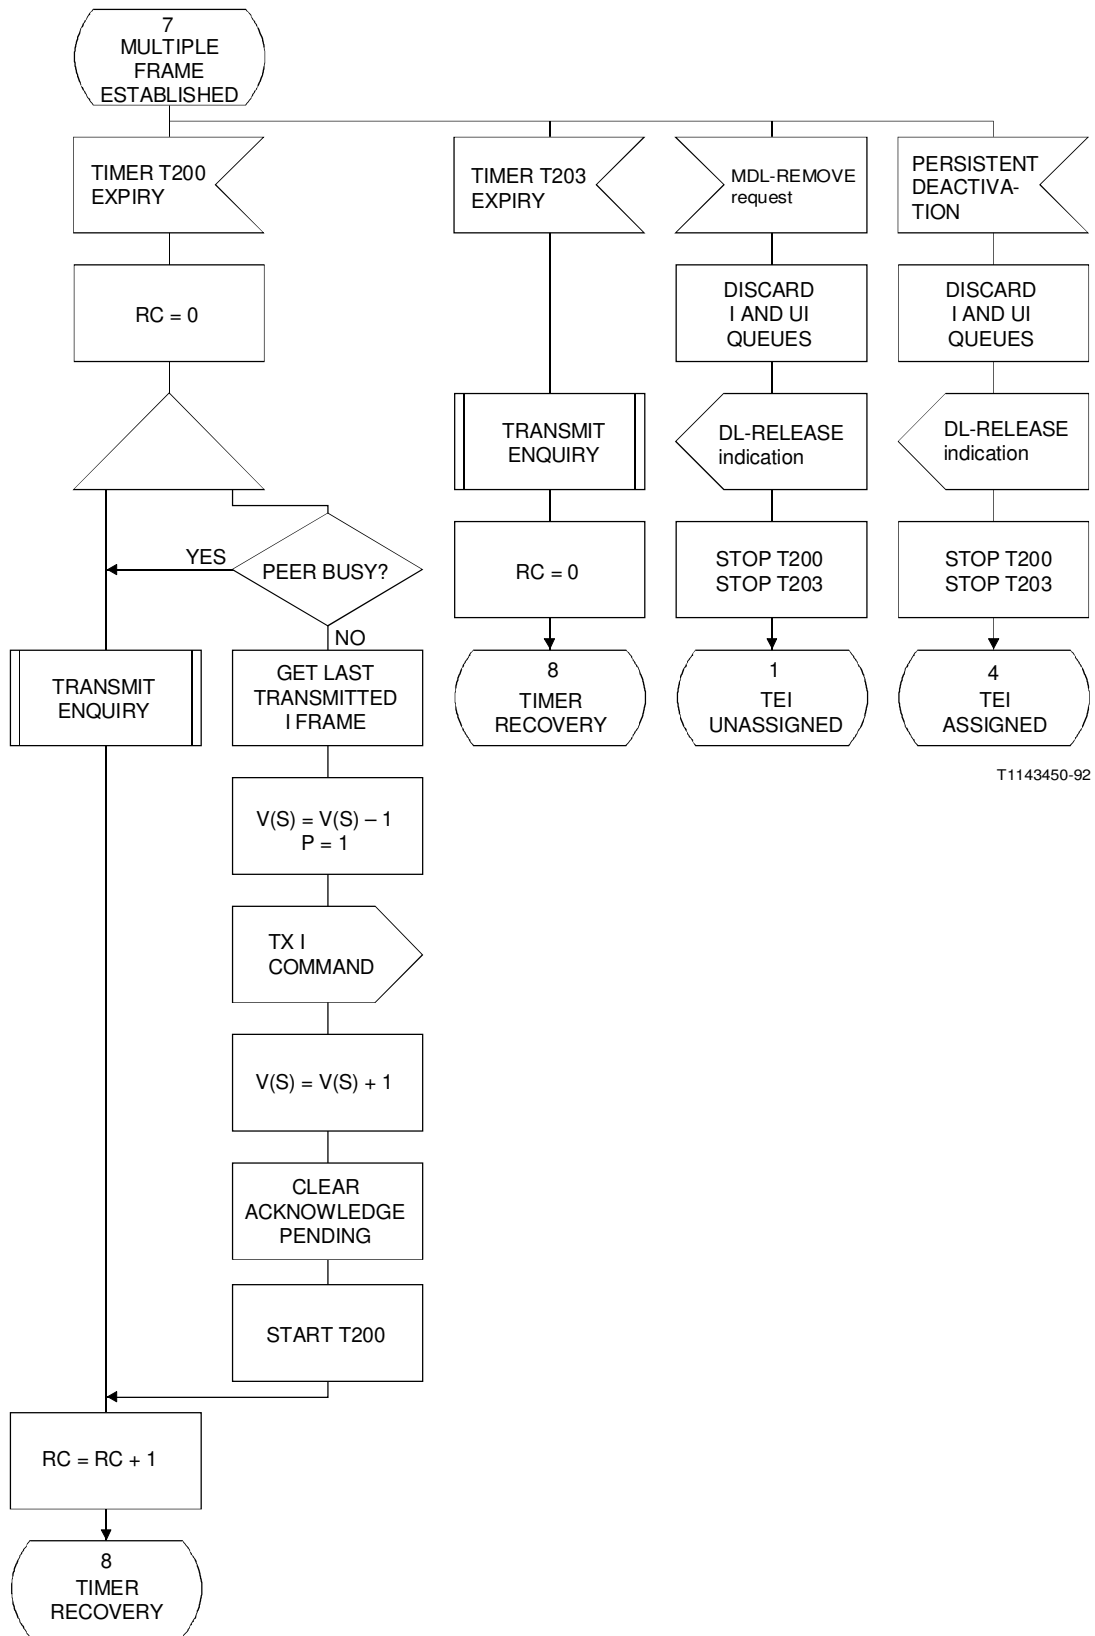 7
MULTIPLE
FRAME
ESTABLISHED
TIMER T200
EXPIRY
RC = 0
PEER BUSY?
YES
NO
TRANSMIT
ENQUIRY
GET LAST
TRANSMITTED
I FRAME
V(S) = V(S) – 1
P = 1
TX I
COMMAND
V(S) = V(S) + 1
CLEAR
ACKNOWLEDGE
PENDING
START T200
RC = RC + 1
8
TIMER
RECOVERY
TIMER T203
EXPIRY
TRANSMIT
ENQUIRY
RC = 0
8
TIMER
RECOVERY
MDL-REMOVE
request
DISCARD
I AND UI
QUEUES
DL-RELEASE
indication
STOP T200
STOP T203
1
TEI
UNASSIGNED
PERSISTENT
DEACTIVA-
TION
DISCARD
I AND UI
QUEUES
DL-RELEASE
indication
STOP T200
STOP T203
4
TEI
ASSIGNED
T1143450-92